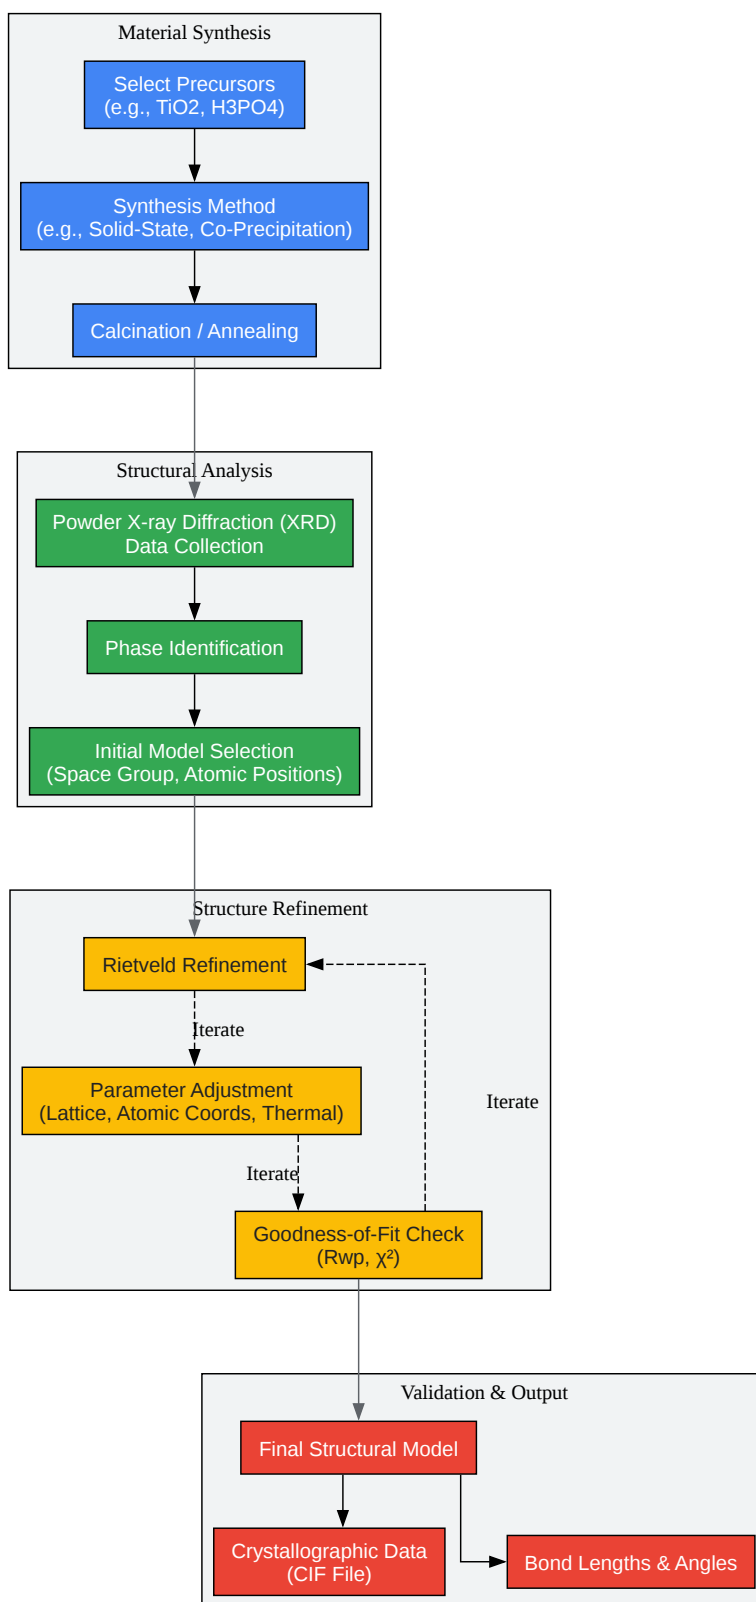 Material Synthesis
Select Precursors
(e.g., TiO2, H3PO4)
Synthesis Method
(e.g., Solid-State, Co-Precipitation)
Calcination / Annealing
Structural Analysis
Powder X-ray Diffraction (XRD)
Data Collection
Phase Identification
Initial Model Selection
(Space Group, Atomic Positions)
Structure Refinement
Rietveld Refinement
Iterate
Parameter Adjustment
(Lattice, Atomic Coords, Thermal)
Iterate
Iterate
Goodness-of-Fit Check
(Rwp, χ²)
Validation & Output
Final Structural Model
Crystallographic Data
(CIF File)
Bond Lengths & Angles